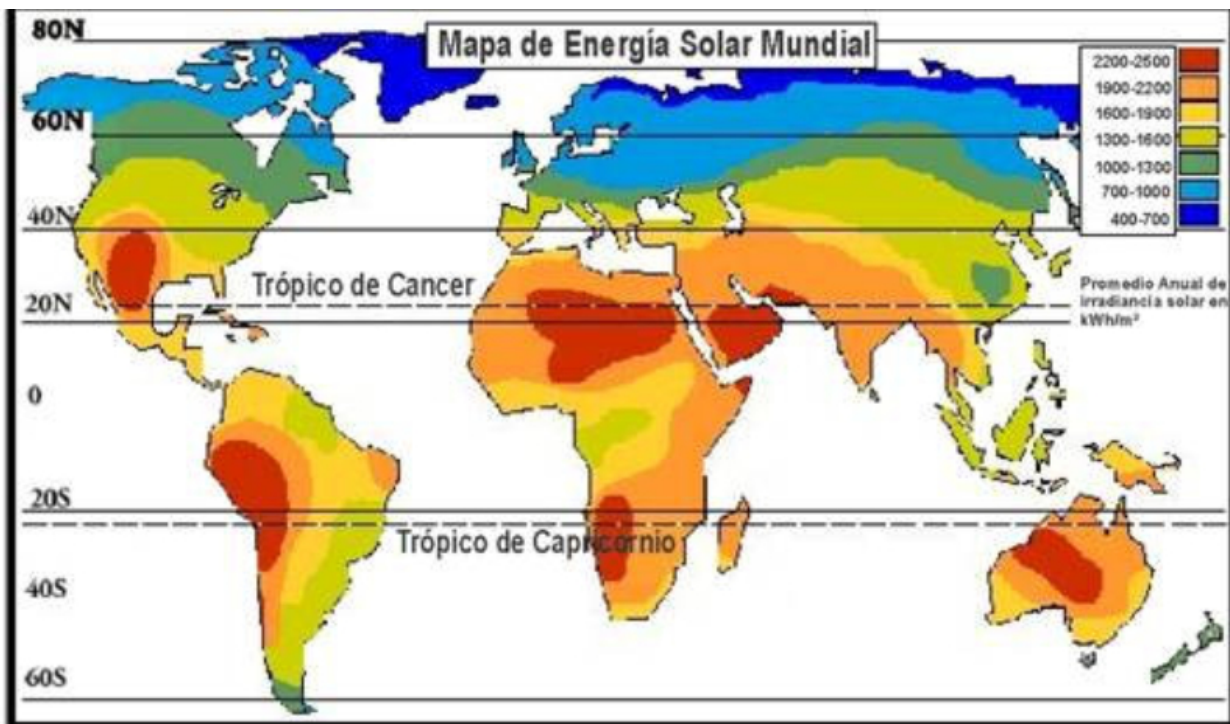 80N
Mapa de Energía Solar Mundial
2200-2500
1900-2200
1600-1900
1300-1600
1000-1300
700-1000
400-700
60N
40N
Trópico de Cancer
Promedio Anual de
irradiancia solar en
kWh/m²
20N
0
20S
Trópico de Capricornio
40S
60S